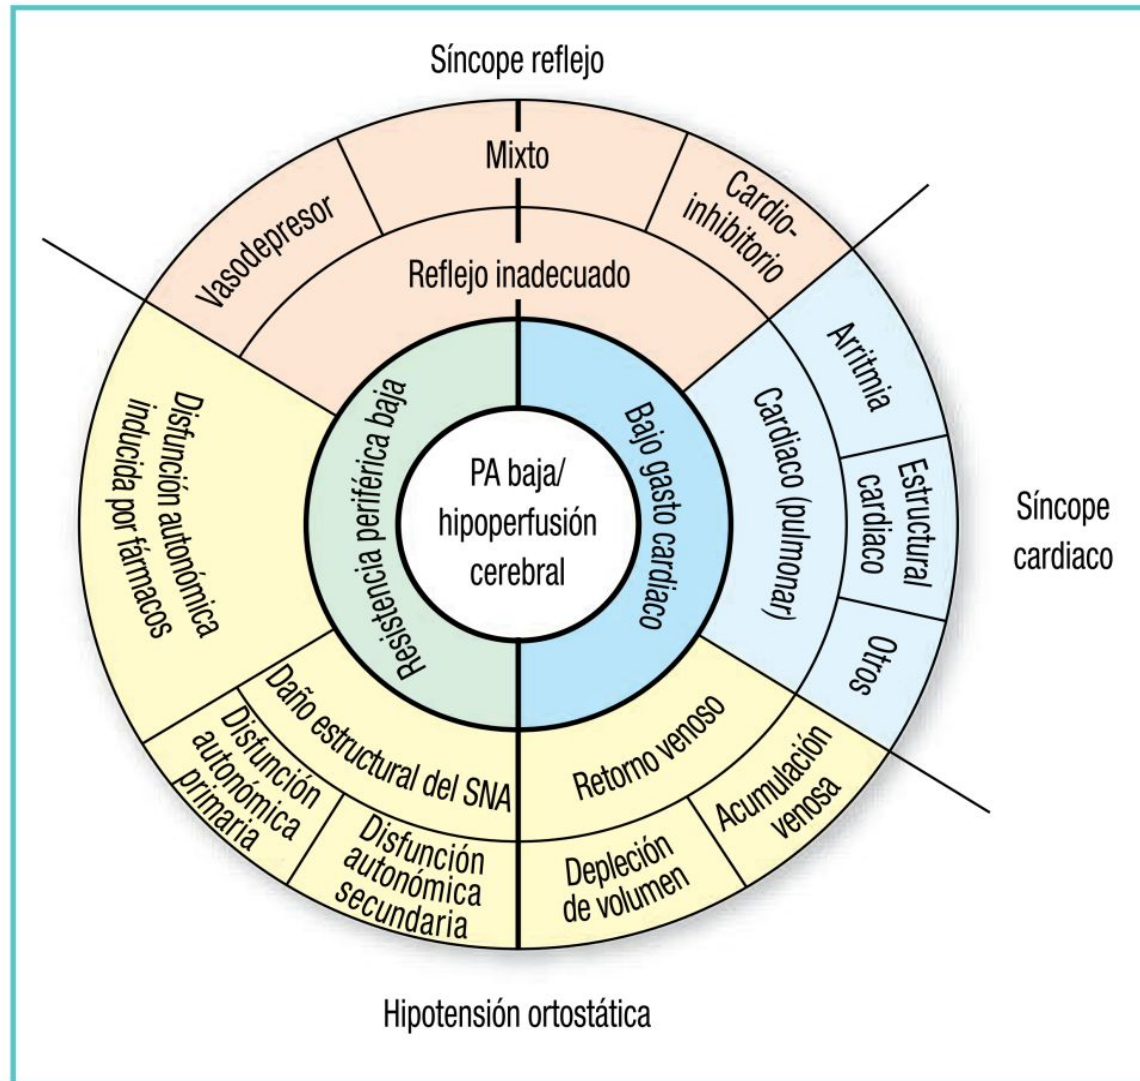 Síncope reflejo
Mixto
Vasodepresor
Cardio-
inhibitorio
Reflejo inadecuado
Arritmia
Estructural
cardiaco
Otros
Cardiaco (pulmonar)
Síncope
cardiaco
Disfunción autonómica
inducida por fármacos
Resistencia periférica baja
Bajo gasto cardiaco
PA baja/
hipoperfusión
cerebral
Daño estructural del SNA
Retorno venoso
Disfunción
autonómica
primaria
Disfunción
autonómica
secundaria
Depleción
de volumen
Acumulación
venosa
Hipotensión ortostática